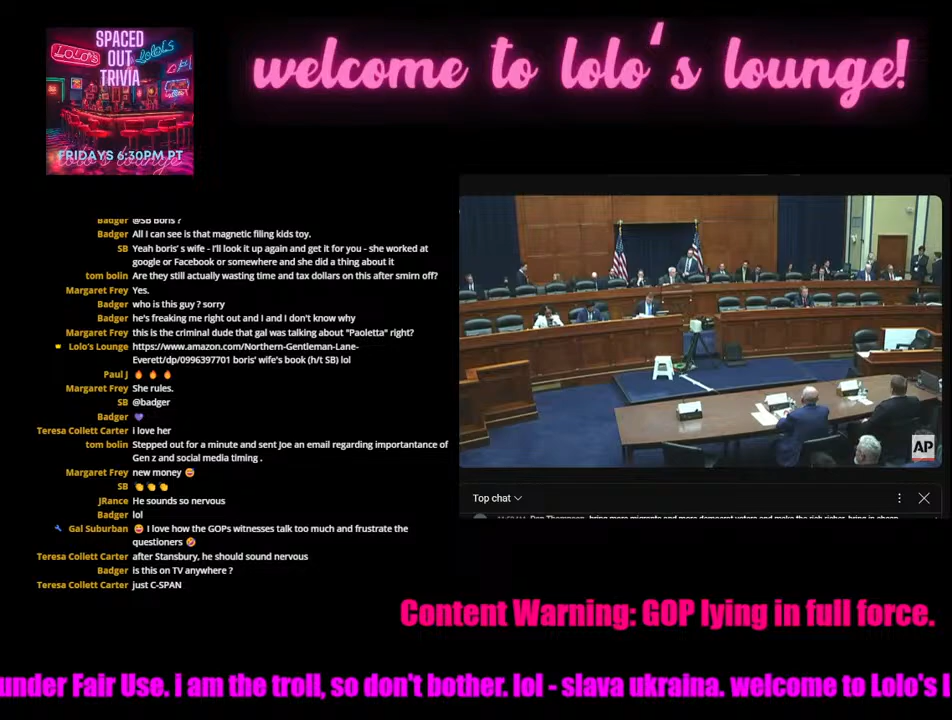 SPACED
OUT
TRIVIA
LOLO'S
LOLO'S
FRIDAYS 6:30PM PT
lolo's lounge
welcome to lolo's lounge!
Badger @SB Boris ?
Badger All I can see is that magnetic filing kids toy.
SB Yeah boris' s wife - I'll look it up again and get it for you - she worked at
google or Facebook or somewhere and she did a thing about it
tom bolin Are they still actually wasting time and tax dollars on this after smirn off?
Margaret Frey Yes.
Badger who is this guy ? sorry
Badger he's freaking me right out and I and I don't know why
Margaret Frey this is the criminal dude that gal was talking about "Paoletta" right?
Lolo's Lounge https://www.amazon.com/Northern-Gentleman-Lane-
Everett/dp/0996397701 boris' wife's book (h/t SB) lol
Paul J 🔥 🔥 🔥
Margaret Frey She rules.
SB @badger
Badger 💜
Teresa Collett Carter i love her
tom bolin Stepped out for a minute and sent Joe an email regarding importantance of
Gen z and social media timing .
Margaret Frey new money 😅
SB 👏 👏 👏
JRance He sounds so nervous
Badger lol
Gal Suburban 🤩 I love how the GOPs witnesses talk too much and frustrate the
questioners 🤣
Teresa Collett Carter after Stansbury, he should sound nervous
Badger is this on TV anywhere ?
Teresa Collett Carter just C-SPAN
AP
Top chat
Content Warning: GOP lying in full force.
under Fair Use. i am the troll, so don't bother. lol - slava ukraina. welcome to Lolo's l